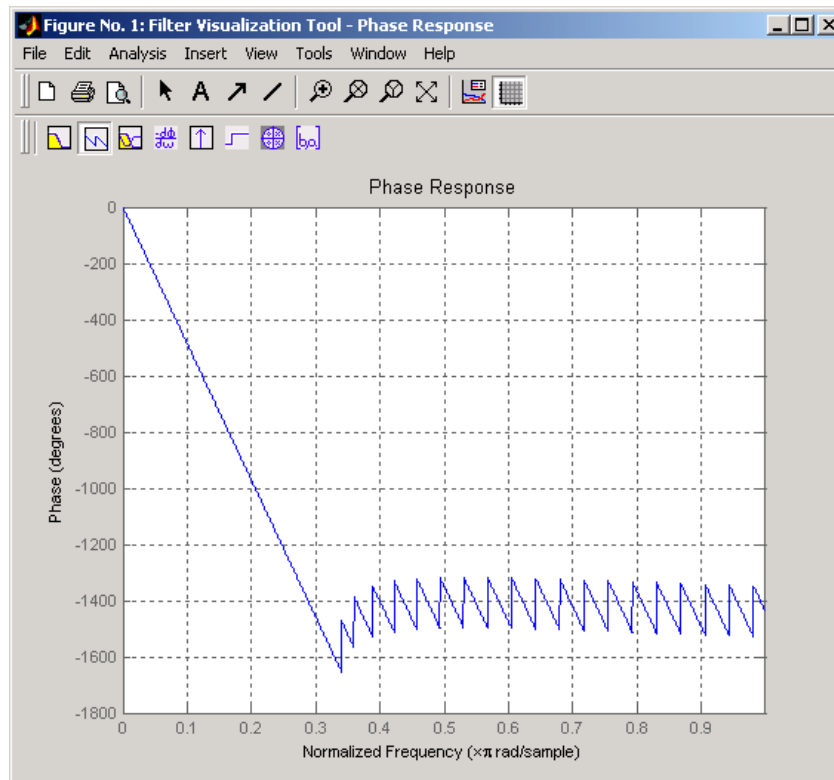 Figure No. 1: Filter Visualization Tool - Phase Response
File Edit Analysis Insert View Tools Window Help
A
-dϕ
dω
[b,a]
Phase Response
0
-200
-400
-600
-800
-1000
-1200
-1400
-1600
-1800
Phase (degrees)
0 0.1 0.2 0.3 0.4 0.5 0.6 0.7 0.8 0.9
Normalized Frequency (×π rad/sample)